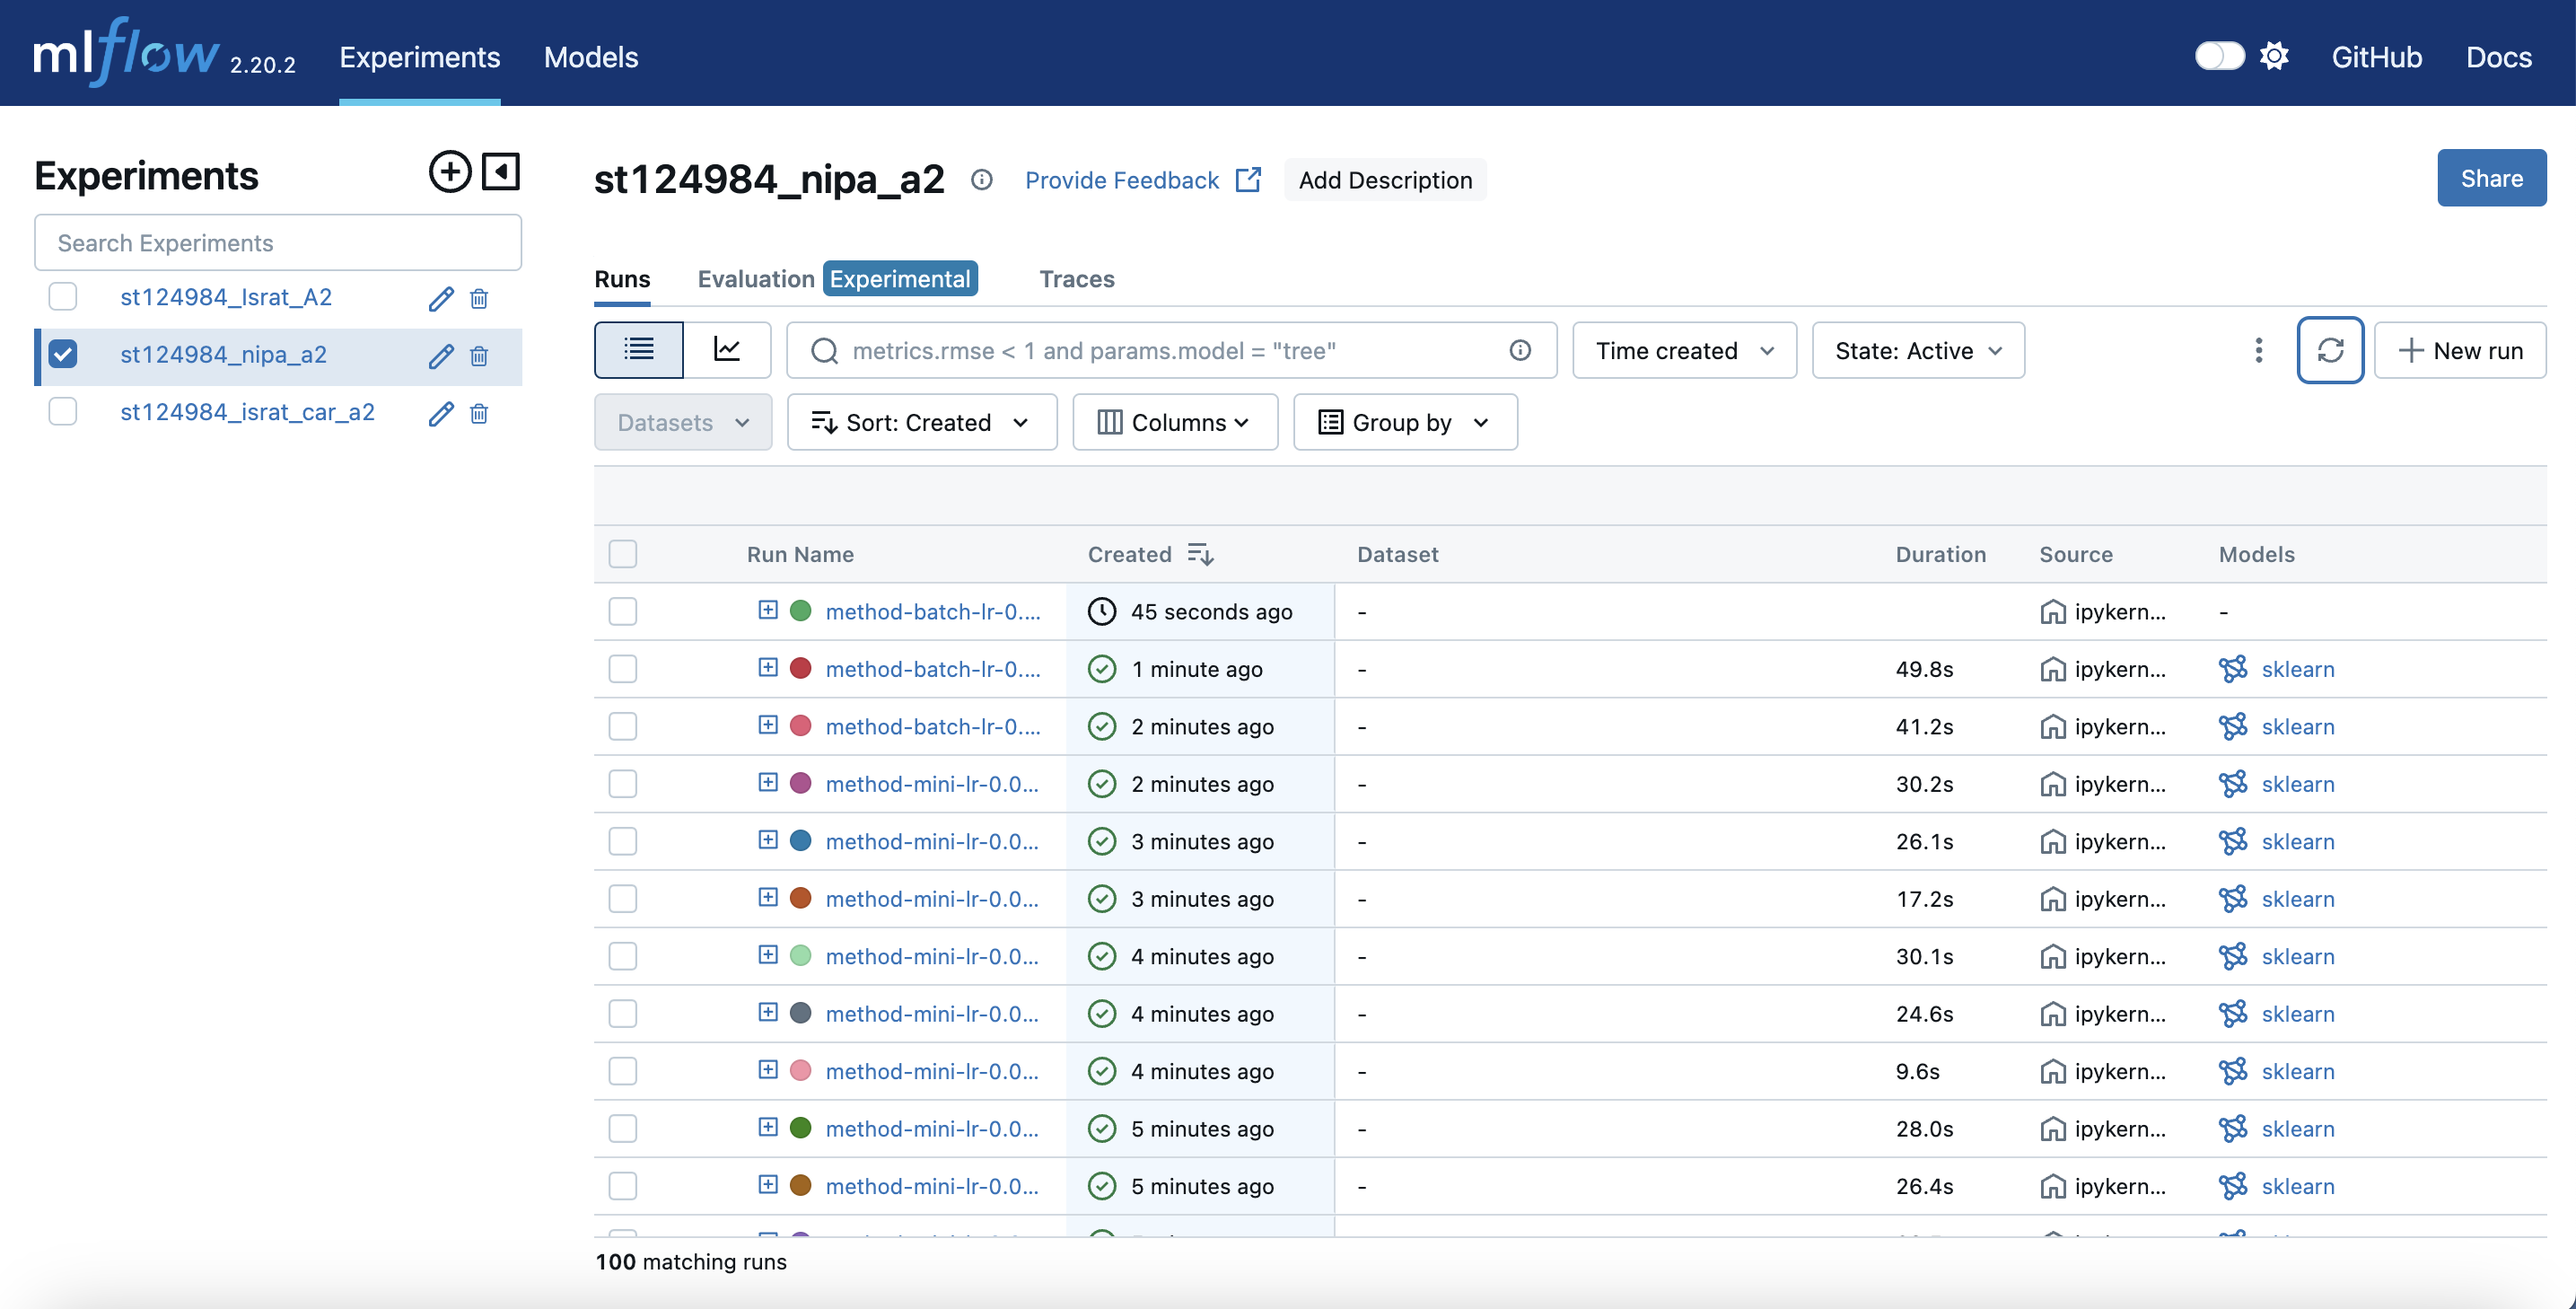 mlflow 2.20.2 Experiments Models GitHub Docs
Experiments
Search Experiments
st124984_Israt_A2
st124984_nipa_a2
st124984_israt_car_a2
st124984_nipa_a2 Provide Feedback Add Description Share
Runs Evaluation Experimental Traces
metrics.rmse < 1 and params.model = "tree" Time created State: Active New run
Datasets Sort: Created Columns Group by
Run Name Created Dataset Duration Source Models
method-batch-lr-0.... 45 seconds ago - ipykern... -
method-batch-lr-0.... 1 minute ago - 49.8s ipykern... sklearn
method-batch-lr-0.... 2 minutes ago - 41.2s ipykern... sklearn
method-mini-lr-0.0... 2 minutes ago - 30.2s ipykern... sklearn
method-mini-lr-0.0... 3 minutes ago - 26.1s ipykern... sklearn
method-mini-lr-0.0... 3 minutes ago - 17.2s ipykern... sklearn
method-mini-lr-0.0... 4 minutes ago - 30.1s ipykern... sklearn
method-mini-lr-0.0... 4 minutes ago - 24.6s ipykern... sklearn
method-mini-lr-0.0... 4 minutes ago - 9.6s ipykern... sklearn
method-mini-lr-0.0... 5 minutes ago - 28.0s ipykern... sklearn
method-mini-lr-0.0... 5 minutes ago - 26.4s ipykern... sklearn
100 matching runs